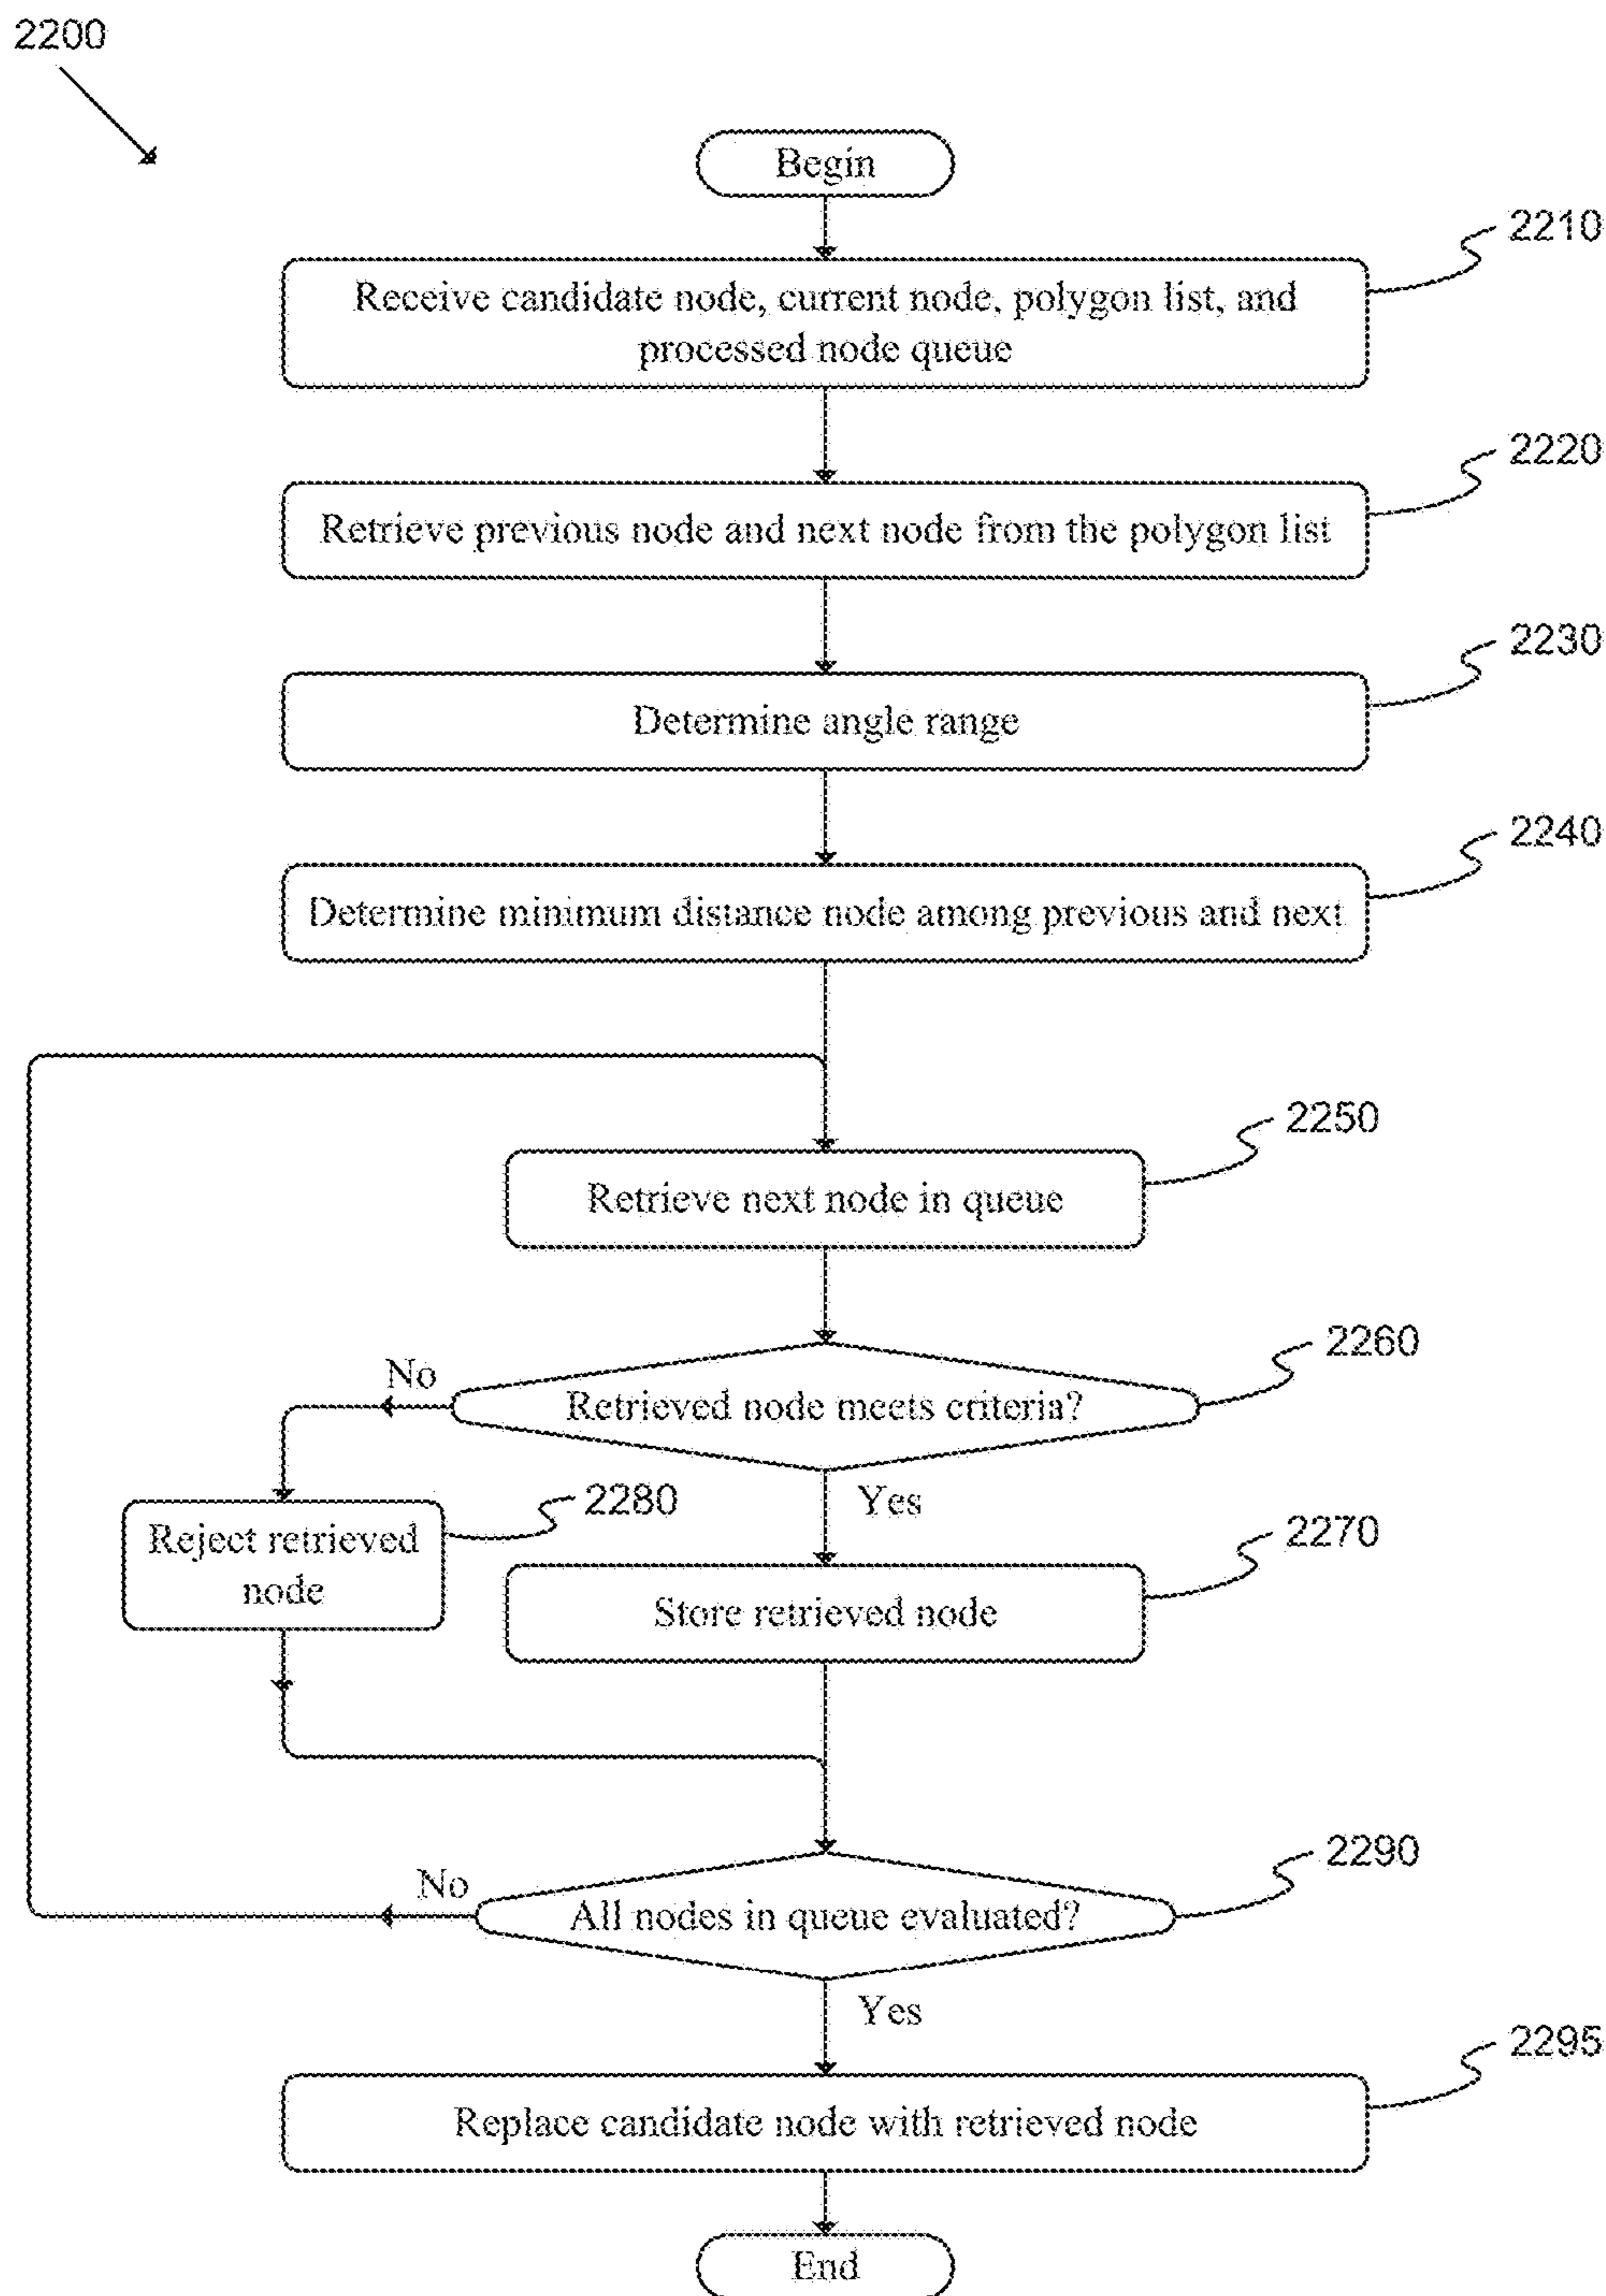 2200
Begin
2210
Receive candidate node, current node, polygon list, and
processed node queue
2220
Retrieve previous node and next node from the polygon list
2230
Determine angle range
2240
Determine minimum distance node among previous and next
2250
Retrieve next node in queue
2260
No
Retrieved node meets criteria?
Yes
2280
Reject retrieved
node
2270
Store retrieved node
2290
No
All nodes in queue evaluated?
Yes
2295
Replace candidate node with retrieved node
End